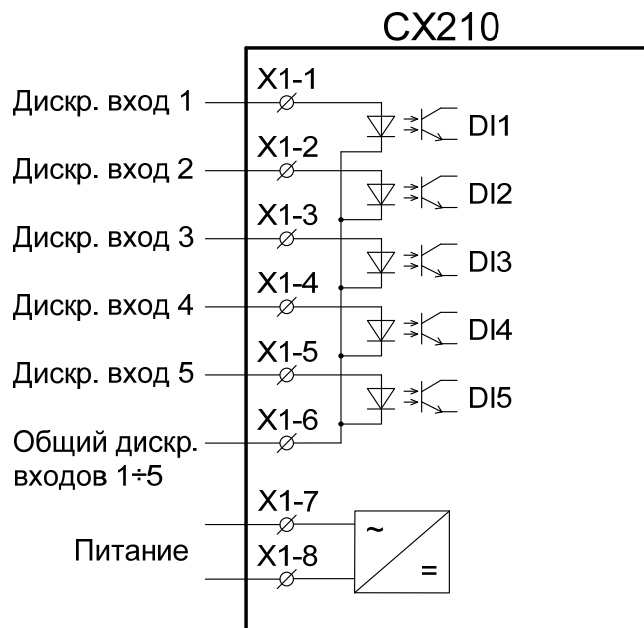 CX210
X1-1
Дискр. вход 1
DI1
X1-2
Дискр. вход 2
DI2
X1-3
Дискр. вход 3
DI3
X1-4
Дискр. вход 4
DI4
X1-5
Дискр. вход 5
DI5
X1-6
Общий дискр.
входов 1÷5
X1-7
Питание
X1-8
~
=